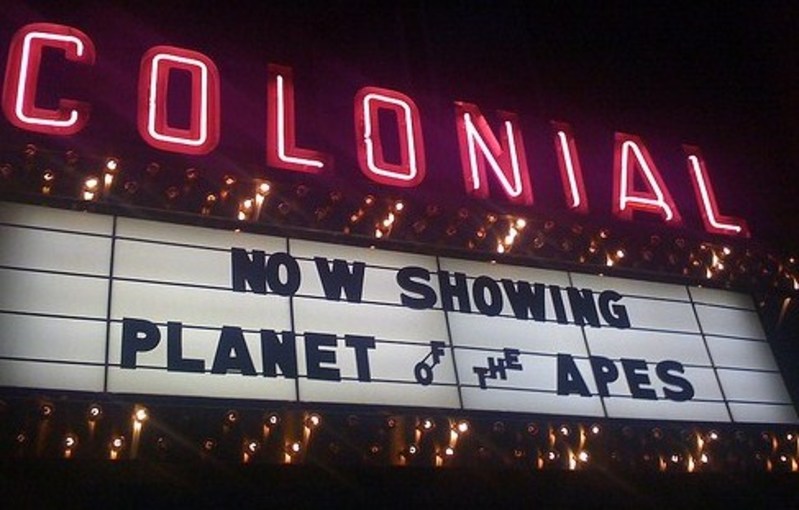 COLONIAL
NOW SHOWING
PLANET OF THE APES